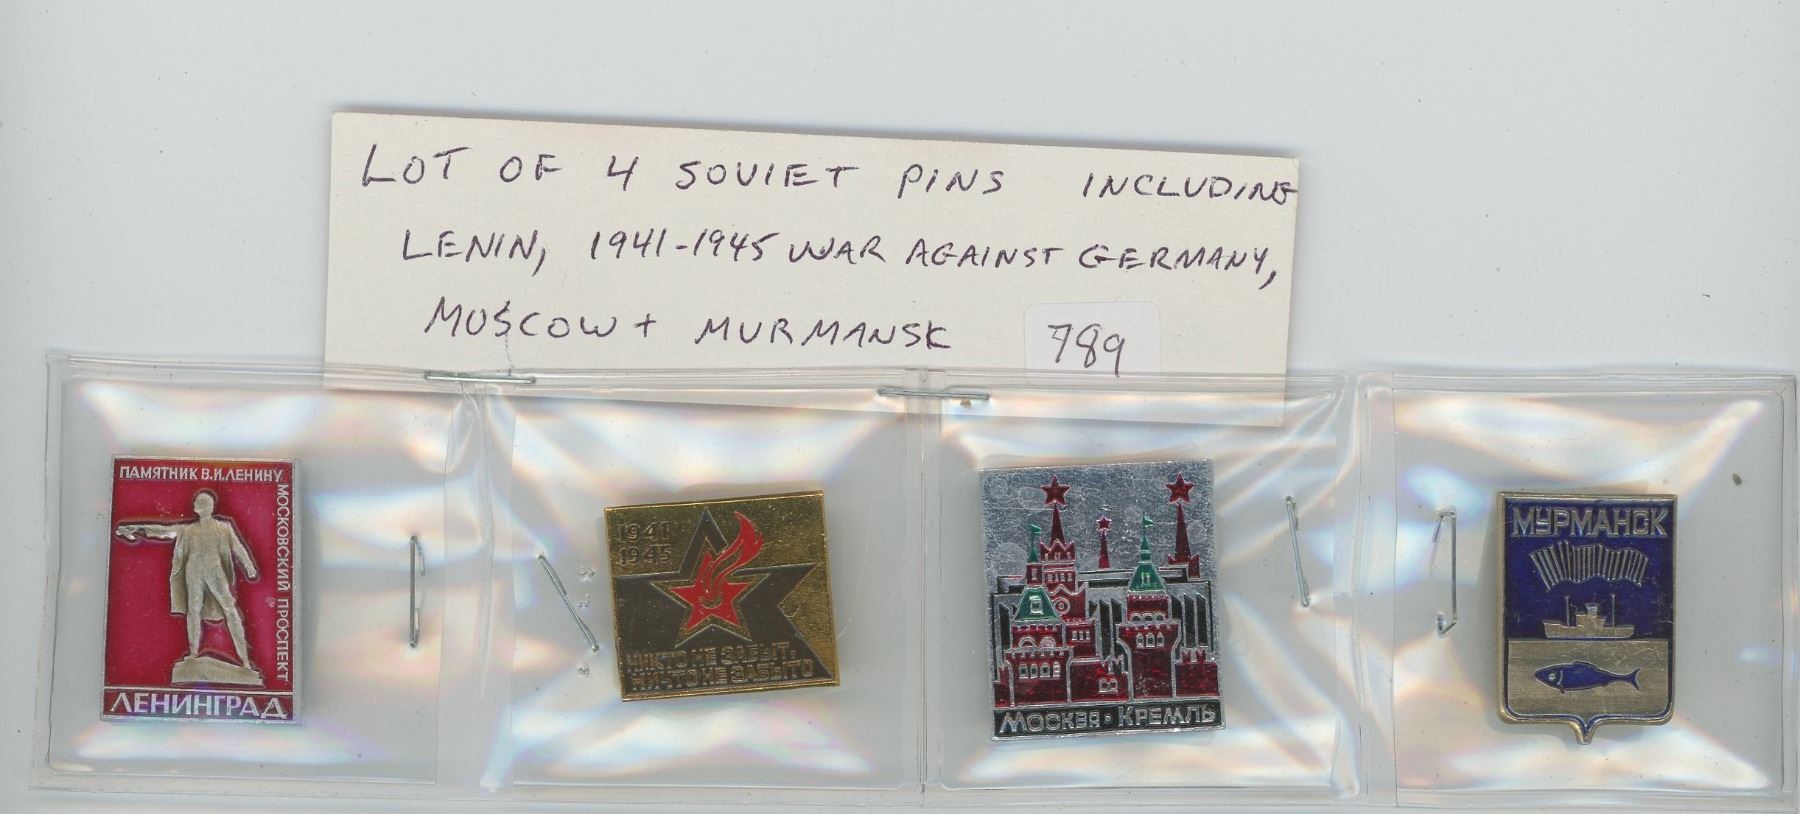 LOT OF 4 SOVIET PINS INCLUDING
LENIN, 1941-1945 WAR AGAINST GERMANY,
MOSCOW + MURMANSK
789
ПАМЯТНИК В.И.ЛЕНИНУ
МОСКОВСКИЙ ПРОСПЕКТ
ЛЕНИНГРАД
1941
1945
НИКТО НЕ ЗАБЫТ,
НИЧТО НЕ ЗАБЫТО
МОСКВА·КРЕМЛЬ
МУРМАНСК